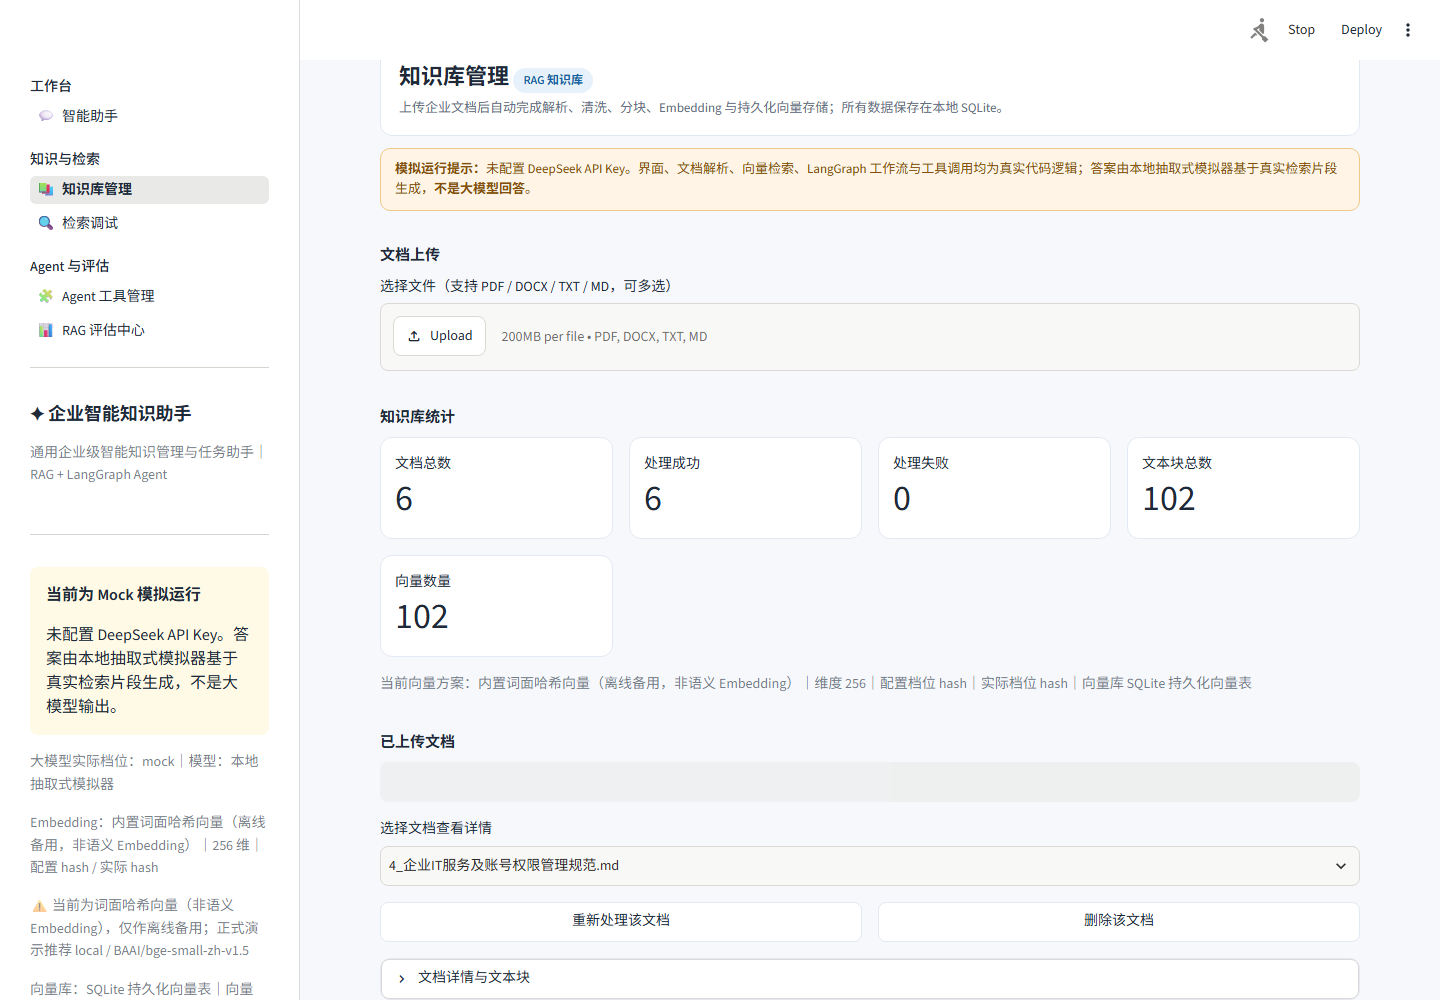 Stop
Deploy
工作台
智能助手
知识与检索
知识库管理
检索调试
Agent 与评估
Agent 工具管理
RAG 评估中心
✦ 企业智能知识助手
通用企业级智能知识管理与任务助手｜
RAG + LangGraph Agent
当前为 Mock 模拟运行
未配置 DeepSeek API Key。答
案由本地抽取式模拟器基于
真实检索片段生成，不是大
模型输出。
大模型实际档位：mock｜模型：本地
抽取式模拟器
Embedding：内置词面哈希向量（离线
备用，非语义 Embedding）｜256 维｜
配置 hash / 实际 hash
⚠️ 当前为词面哈希向量（非语义
Embedding），仅作离线备用；正式演
示推荐 local / BAAI/bge-small-zh-v1.5
向量库：SQLite 持久化向量表｜向量
知识库管理 RAG 知识库
上传企业文档后自动完成解析、清洗、分块、Embedding 与持久化向量存储；所有数据保存在本地 SQLite。
模拟运行提示：未配置 DeepSeek API Key。界面、文档解析、向量检索、LangGraph 工作流与工具调用均为真实代码逻辑；答案由本地抽取式模拟器基于真实检索片段
生成，不是大模型回答。
文档上传
选择文件（支持 PDF / DOCX / TXT / MD，可多选）
Upload
200MB per file • PDF, DOCX, TXT, MD
知识库统计
文档总数
6
处理成功
6
处理失败
0
文本块总数
102
向量数量
102
当前向量方案：内置词面哈希向量（离线备用，非语义 Embedding）｜维度 256｜配置档位 hash｜实际档位 hash｜向量库 SQLite 持久化向量表
已上传文档
选择文档查看详情
4_企业IT服务及账号权限管理规范.md
重新处理该文档
删除该文档
文档详情与文本块